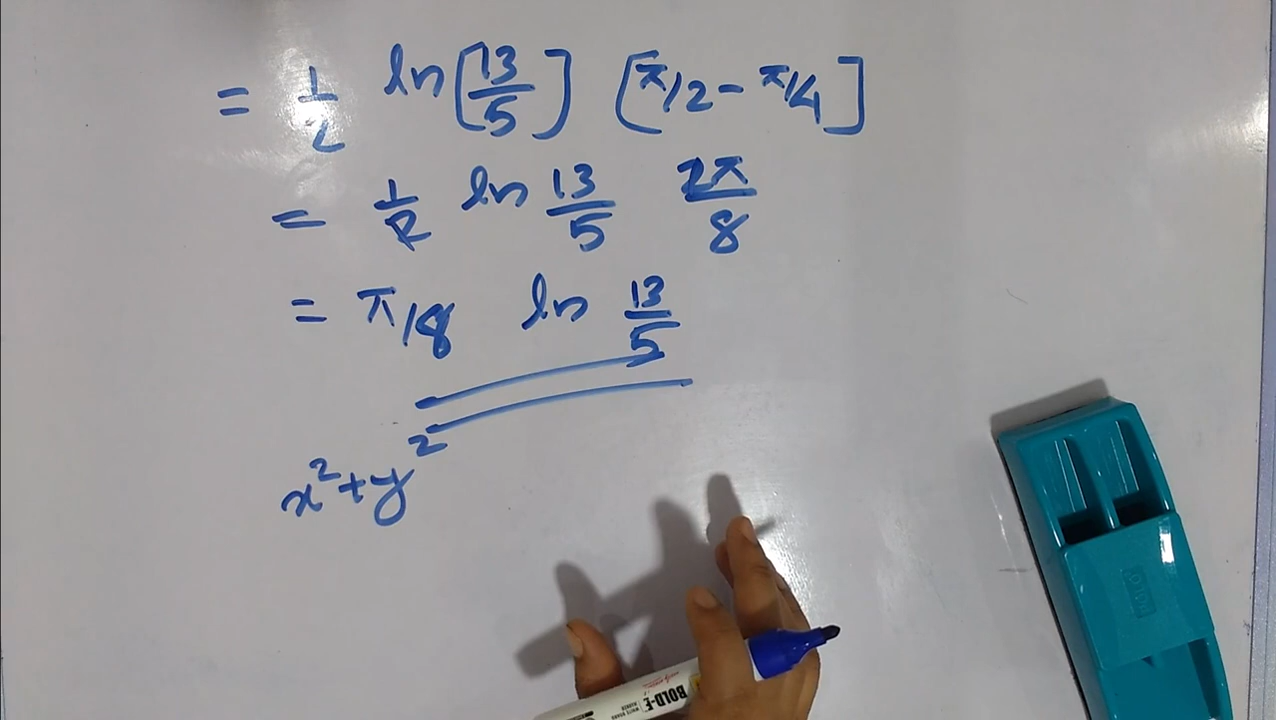 = 1/2 ln[13/5] [π/2 - π/4]
= 1/2 ln 13/5 2π/8
= π/8 ln 13/5
x²+y²
BOLD-E